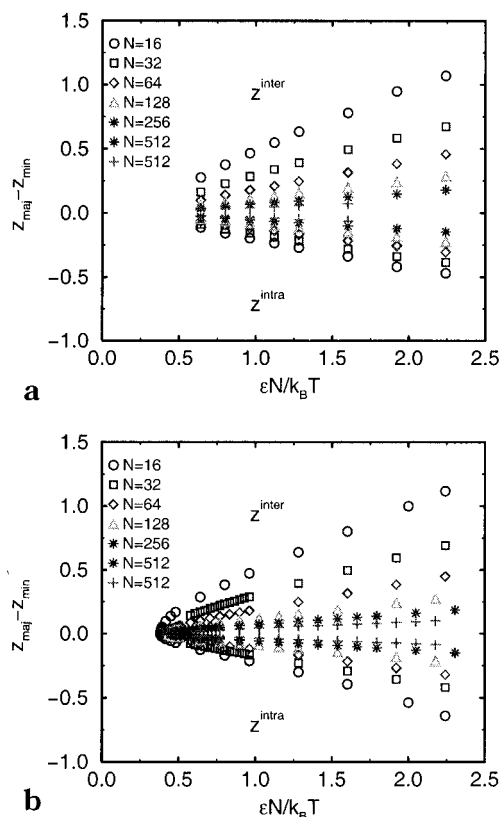 1.5
1.0
0.5
0.0
-0.5
-1.0
z_maj-z_min
N=16
N=32
N=64
N=128
N=256
N=512
N=512
z^inter
z^intra
0.0 0.5 1.0 1.5 2.0 2.5
εN/k_BT
a
1.5
1.0
0.5
0.0
-0.5
-1.0
z_maj-z_min
N=16
N=32
N=64
N=128
N=256
N=512
N=512
z^inter
z^intra
0.0 0.5 1.0 1.5 2.0 2.5
εN/k_BT
b